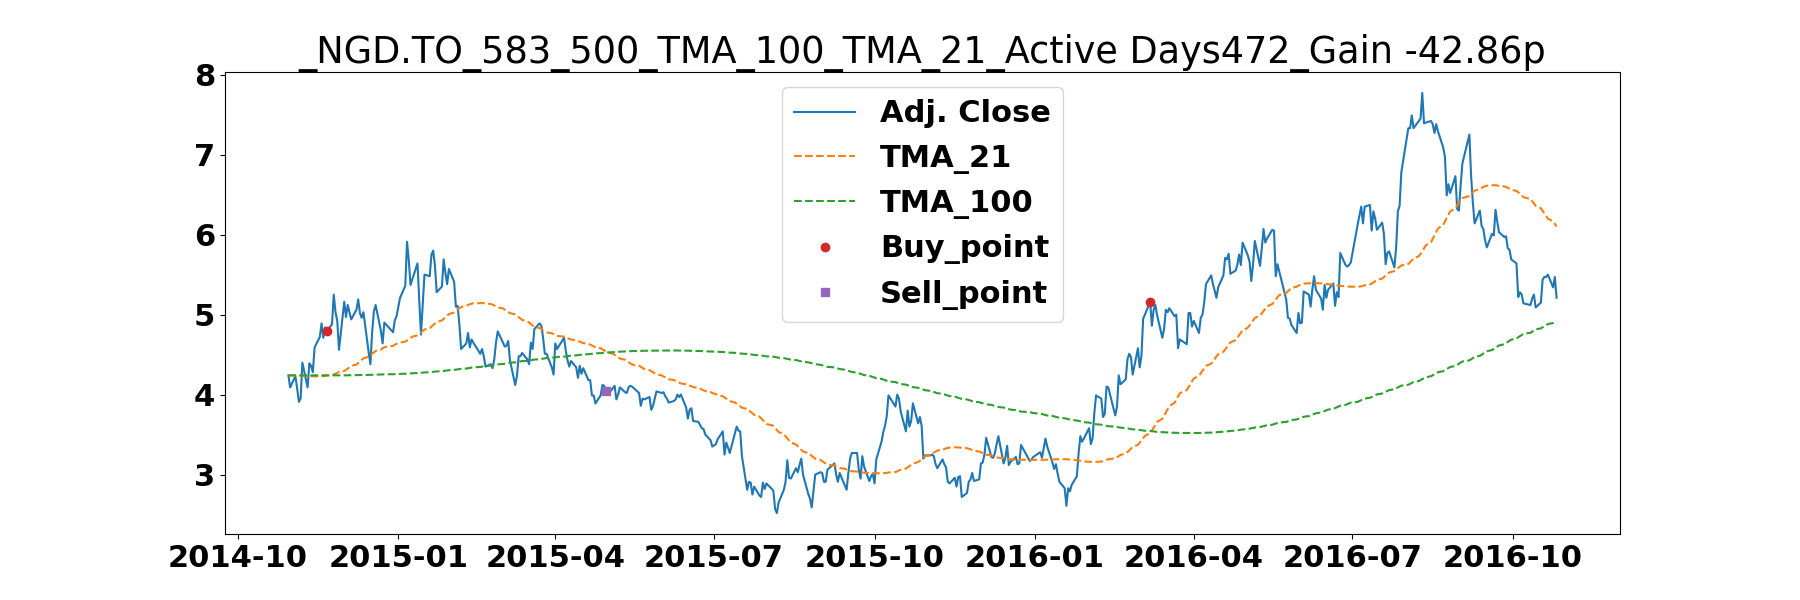 _NGD.TO_583_500_TMA_100_TMA_21_Active Days472_Gain -42.86p
8
7
6
5
4
3
Adj. Close
TMA_21
TMA_100
Buy_point
Sell_point
2014-10 2015-01 2015-04 2015-07 2015-10 2016-01 2016-04 2016-07 2016-10